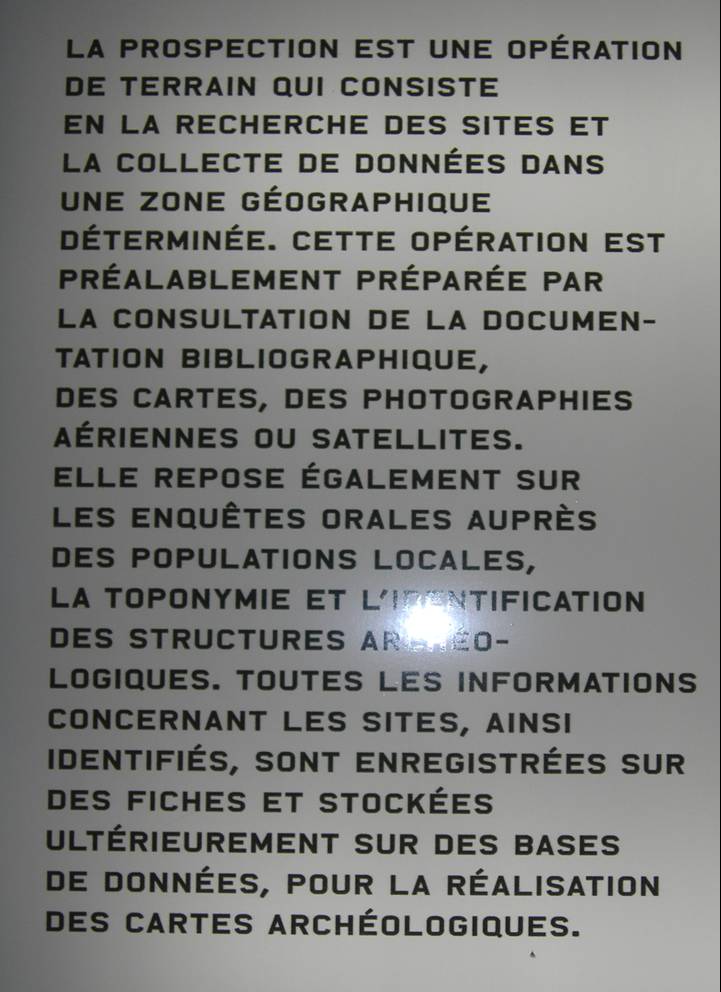 LA PROSPECTION EST UNE OPÉRATION
DE TERRAIN QUI CONSISTE
EN LA RECHERCHE DES SITES ET
LA COLLECTE DE DONNÉES DANS
UNE ZONE GÉOGRAPHIQUE
DÉTERMINÉE. CETTE OPÉRATION EST
PRÉALABLEMENT PRÉPARÉE PAR
LA CONSULTATION DE LA DOCUMEN-
TATION BIBLIOGRAPHIQUE,
DES CARTES, DES PHOTOGRAPHIES
AÉRIENNES OU SATELLITES.
ELLE REPOSE ÉGALEMENT SUR
LES ENQUÊTES ORALES AUPRÈS
DES POPULATIONS LOCALES,
LA TOPONYMIE ET L'IDENTIFICATION
DES STRUCTURES ARCHÉO-
LOGIQUES. TOUTES LES INFORMATIONS
CONCERNANT LES SITES, AINSI
IDENTIFIÉS, SONT ENREGISTRÉES SUR
DES FICHES ET STOCKÉES
ULTÉRIEUREMENT SUR DES BASES
DE DONNÉES, POUR LA RÉALISATION
DES CARTES ARCHÉOLOGIQUES.